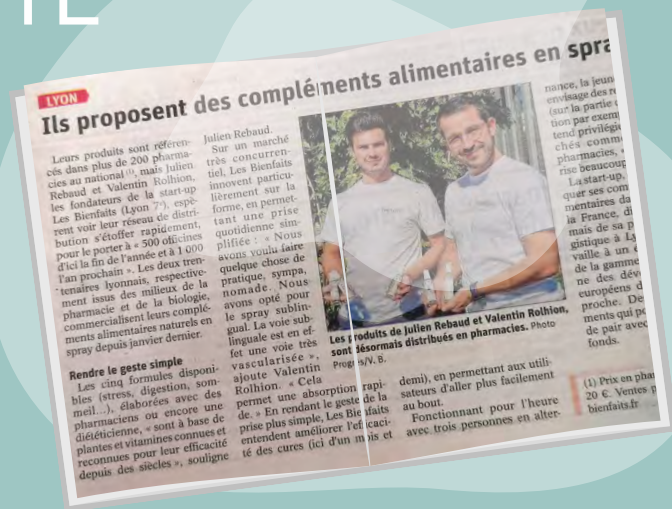 TE
LYON
Ils proposent des compléments alimentaires en spra
Leurs produits sont référen-
cés dans plus de 200 pharma-
cies au national (1), mais Julien
Rebaud et Valentin Rolhion,
les fondateurs de la start-up
Les Bienfaits (Lyon 7e), espè-
rent voir leur réseau de distri-
bution s'étoffer rapidement,
pour le porter à « 500 officines
d'ici la fin de l'année et à 1 000
l'an prochain ». Les deux tren-
tenaires lyonnais, respective-
ment issus des milieux de la
pharmacie et de la biologie,
commercialisent leurs complé-
ments alimentaires naturels en
spray depuis janvier dernier.
Rendre le geste simple
Les cinq formules disponi-
bles (stress, digestion, som-
meil...), élaborées avec des
pharmaciens ou encore une
diététicienne, « sont à base de
plantes et vitamines connues et
reconnues pour leur efficacité
depuis des siècles », souligne
Julien Rebaud.
Sur un marché
très concurren-
tiel, Les Bienfaits
innovent particu-
lièrement sur la
forme, en permet-
tant une prise
quotidienne sim-
plifiée : « Nous
avons voulu faire
quelque chose de
pratique, sympa,
nomade. Nous
avons opté pour
le spray sublin-
gual. La voie sub-
linguale est en ef-
fet une voie très
vascularisée »,
ajoute Valentin
Rolhion. « Cela
permet une absorption rapi-
de. » En rendant le geste de la
prise plus simple, Les Bienfaits
entendent améliorer l'efficaci-
té des cures (ici d'un mois et
Les produits de Julien Rebaud et Valentin Rolhion,
sont désormais distribués en pharmacies. Photo
Progrès/V. B.
demi), en permettant aux utili-
sateurs d'aller plus facilement
au bout.
Fonctionnant pour l'heure
avec trois personnes en alter-
nance, la jeun
envisage des r
(sur la partie
tion par exem
tend privilégi
chés comm
pharmacies,
rise beaucoup
La start-up,
quer ses com
mentaires da
la France, di
mais de sa p
gistique à Ly
vaille à un
de la gamme
ne des dév
européens d
proche. De
ments qui po
de pair avec
fonds.
(1) Prix en phar
20 €. Ventes
bienfaits.fr